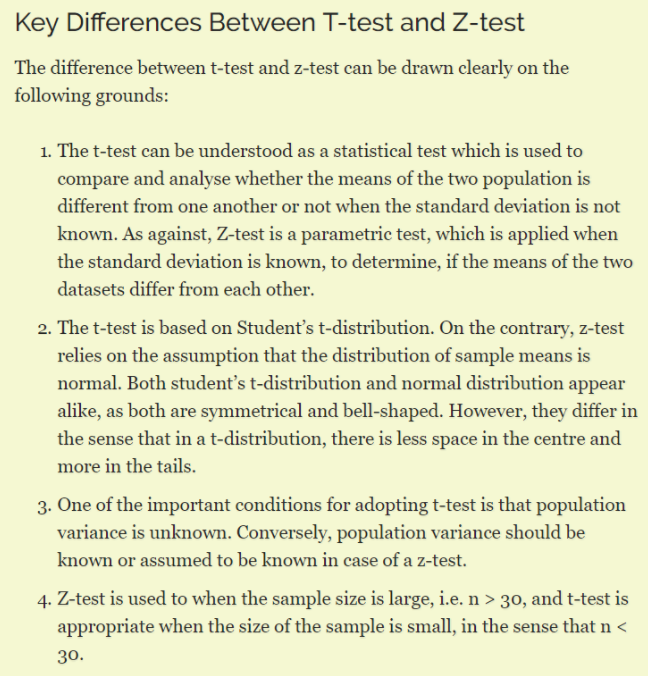 Key Differences Between T-test and Z-test
The difference between t-test and z-test can be drawn clearly on the
following grounds:
1. The t-test can be understood as a statistical test which is used to
compare and analyse whether the means of the two population is
different from one another or not when the standard deviation is not
known. As against, Z-test is a parametric test, which is applied when
the standard deviation is known, to determine, if the means of the two
datasets differ from each other.
2. The t-test is based on Student’s t-distribution. On the contrary, z-test
relies on the assumption that the distribution of sample means is
normal. Both student’s t-distribution and normal distribution appear
alike, as both are symmetrical and bell-shaped. However, they differ in
the sense that in a t-distribution, there is less space in the centre and
more in the tails.
3. One of the important conditions for adopting t-test is that population
variance is unknown. Conversely, population variance should be
known or assumed to be known in case of a z-test.
4. Z-test is used to when the sample size is large, i.e. n > 30, and t-test is
appropriate when the size of the sample is small, in the sense that n <
30.